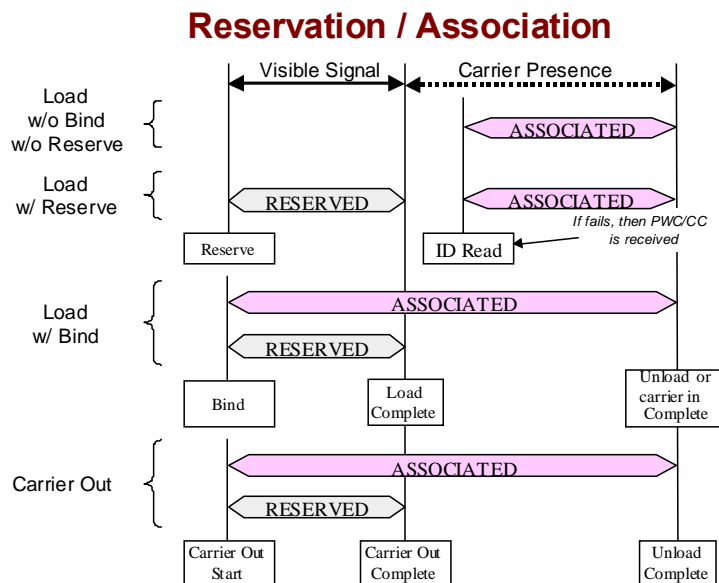 Reservation / Association
Visible Signal
Carrier Presence
Load
w/o Bind
w/o Reserve
ASSOCIATED
Load
w/ Reserve
RESERVED
ASSOCIATED
If fails, then PWC/CC
is received
Reserve
ID Read
Load
w/ Bind
ASSOCIATED
RESERVED
Bind
Load
Complete
Unload or
carrier in
Complete
Carrier Out
ASSOCIATED
RESERVED
Carrier Out
Start
Carrier Out
Complete
Unload
Complete